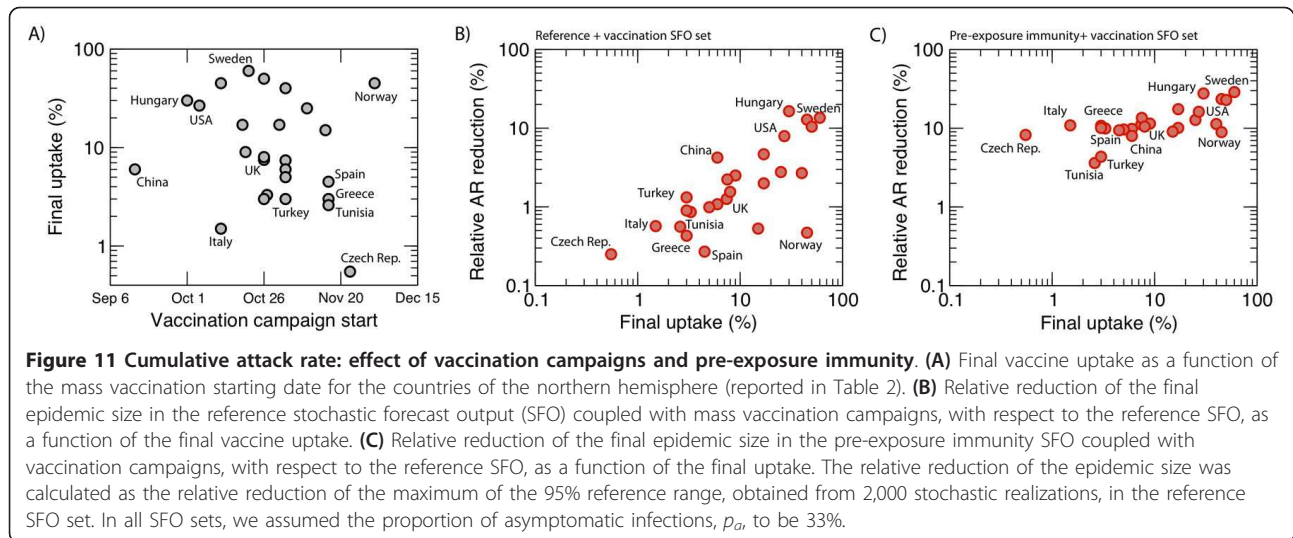 A)
100
10
1
Final uptake (%)
Sweden
Hungary
USA
Norway
China
UK
Spain
Greece
Turkey
Tunisia
Italy
Czech Rep.
Sep 6
Oct 1
Oct 26
Nov 20
Dec 15
Vaccination campaign start
B)
Reference + vaccination SFO set
100
10
1
0.1
Relative AR reduction (%)
Hungary
Sweden
USA
China
Turkey
UK
Italy
Tunisia
Czech Rep.
Greece
Spain
Norway
0.1
1
10
100
Final uptake (%)
C)
Pre-exposure immunity+ vaccination SFO set
100
10
1
0.1
Relative AR reduction (%)
Sweden
Hungary
Italy
Greece
USA
Czech Rep.
Spain
UK
China
Norway
Turkey
Tunisia
0.1
1
10
100
Final uptake (%)
Figure 11 Cumulative attack rate: effect of vaccination campaigns and pre-exposure immunity. (A) Final vaccine uptake as a function of
the mass vaccination starting date for the countries of the northern hemisphere (reported in Table 2). (B) Relative reduction of the final
epidemic size in the reference stochastic forecast output (SFO) coupled with mass vaccination campaigns, with respect to the reference SFO, as
a function of the final vaccine uptake. (C) Relative reduction of the final epidemic size in the pre-exposure immunity SFO coupled with
vaccination campaigns, with respect to the reference SFO, as a function of the final uptake. The relative reduction of the epidemic size was
calculated as the relative reduction of the maximum of the 95% reference range, obtained from 2,000 stochastic realizations, in the reference
SFO set. In all SFO sets, we assumed the proportion of asymptomatic infections, pa, to be 33%.